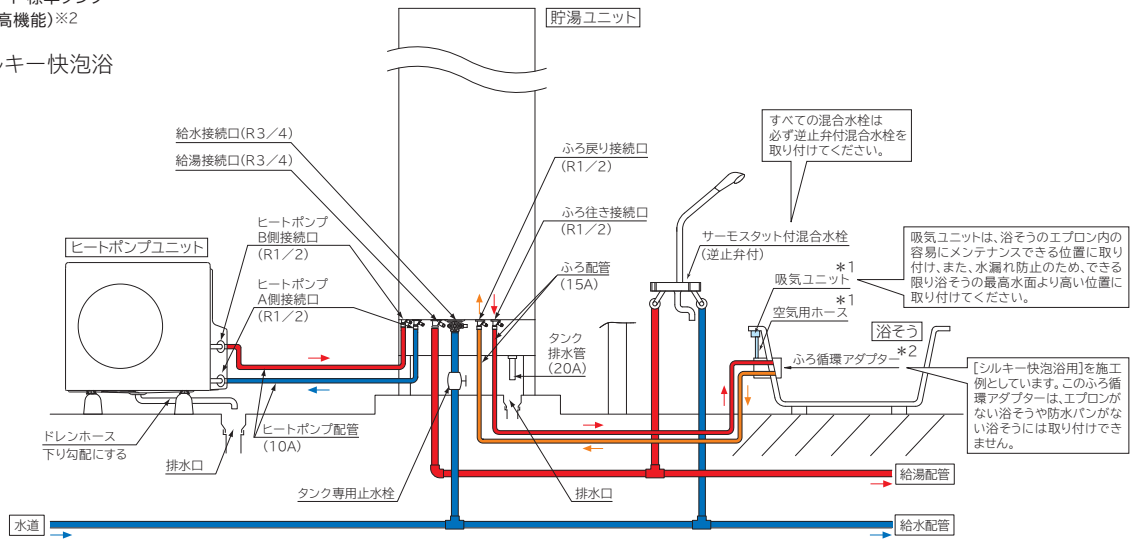 高機能)※2
キー快泡浴
貯湯ユニット
給水接続口(R3／4)
給湯接続口(R3／4)
ヒートポンプユニット
ヒートポンプ
B側接続口
(R1／2)
ヒートポンプ
A側接続口
(R1／2)
ふろ戻り接続口
(R1／2)
ふろ往き接続口
(R1／2)
ふろ配管
(15A)
タンク
排水管
(20A)
すべての混合水栓は
必ず逆止弁付混合水栓を
取り付けてください。
サーモスタット付混合水栓
(逆止弁付)
吸気ユニットは、浴そうのエプロン内の
容易にメンテナンスできる位置に取り
付け、また、水漏れ防止のため、できる
限り浴そうの最高水面より高い位置に
取り付けてください。
＊1
吸気ユニット
＊1
空気用ホース
浴そう
＊2
ふろ循環アダプター
[シルキー快泡浴用]を施工
例としています。このふろ循
環アダプターは、エプロンが
ない浴そうや防水パンがな
い浴そうには取り付けでき
ません。
ドレンホース
下り勾配にする
排水口
ヒートポンプ配管
(10A)
タンク専用止水栓
排水口
給湯配管
水道
給水配管